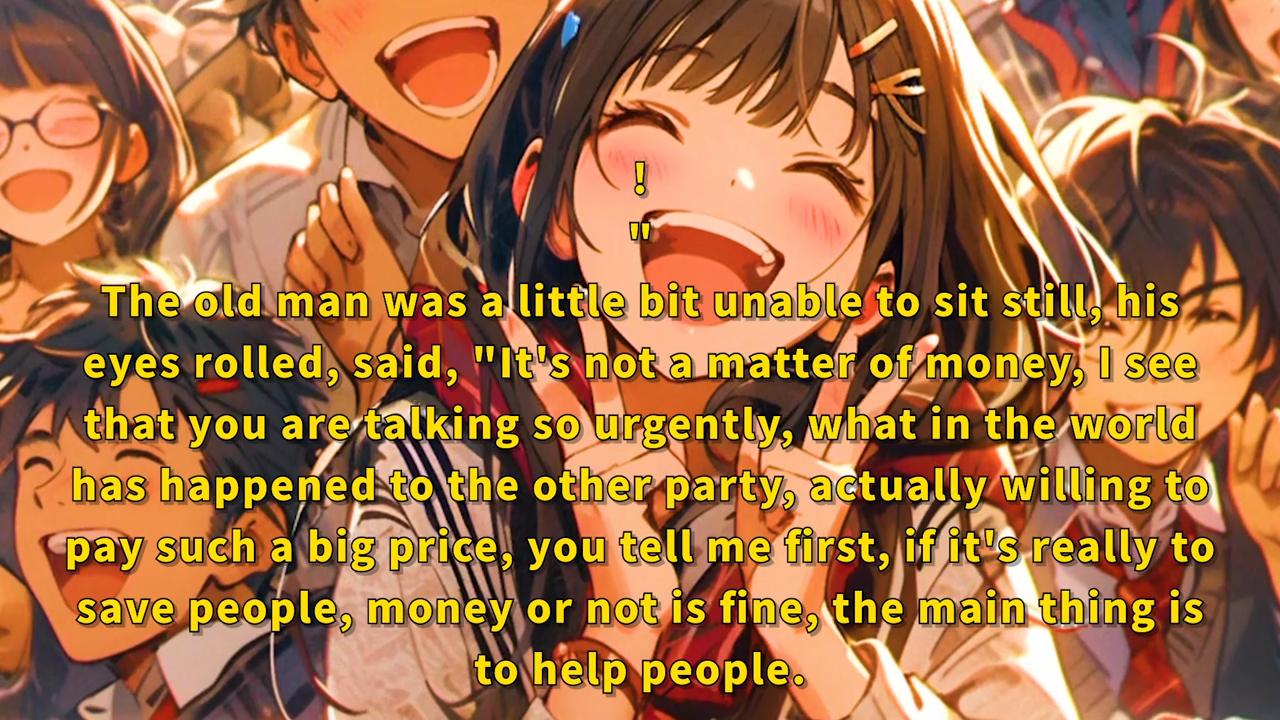 !
"
The old man was a little bit unable to sit still, his
eyes rolled, said, "It's not a matter of money, I see
that you are talking so urgently, what in the world
has happened to the other party, actually willing to
pay such a big price, you tell me first, if it's really to
save people, money or not is fine, the main thing is
to help people.